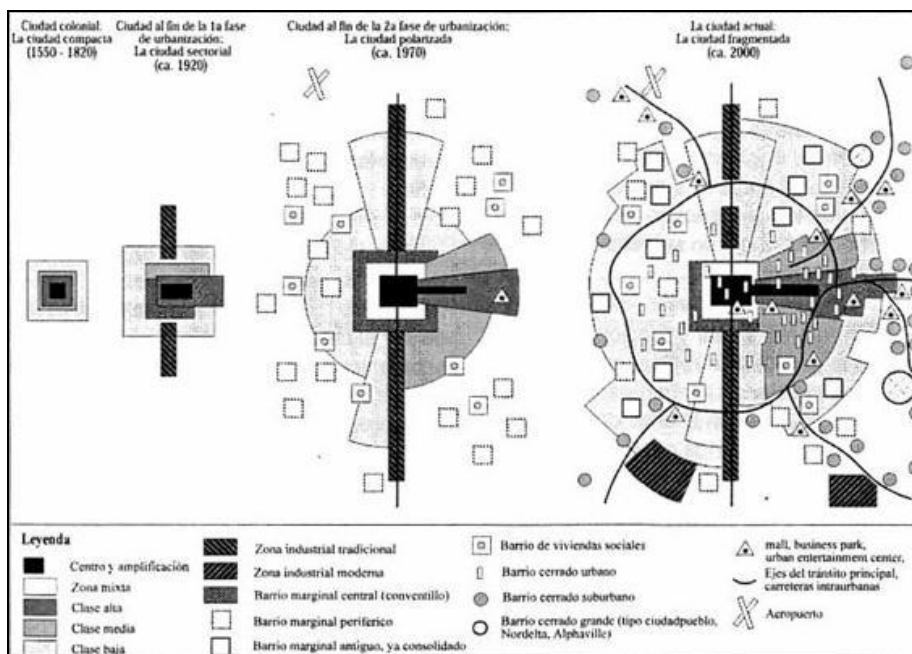 Ciudad colonial:
La ciudad compacta
(1550 - 1820)
Ciudad al fin de la 1a fase
de urbanización:
La ciudad sectorial
(ca. 1920)
Ciudad al fin de la 2a fase de urbanización:
La ciudad polarizada
(ca. 1970)
La ciudad actual:
La ciudad fragmentada
(ca. 2000)
Leyenda
Centro y amplificación
Zona mixta
Clase alta
Clase media
Clase baja
Zona industrial tradicional
Zona industrial moderna
Barrio marginal central (conventillo)
Barrio marginal periférico
Barrio marginal antiguo, ya consolidado
Barrio de viviendas sociales
Barrio cerrado urbano
Barrio cerrado suburbano
Barrio cerrado grande (tipo ciudadpueblo,
Nordelta, Alphaville)
mall, business park,
urban entertainment center,
Ejes del tránstito principal,
carreteras intraurbanas
Aeropuerto